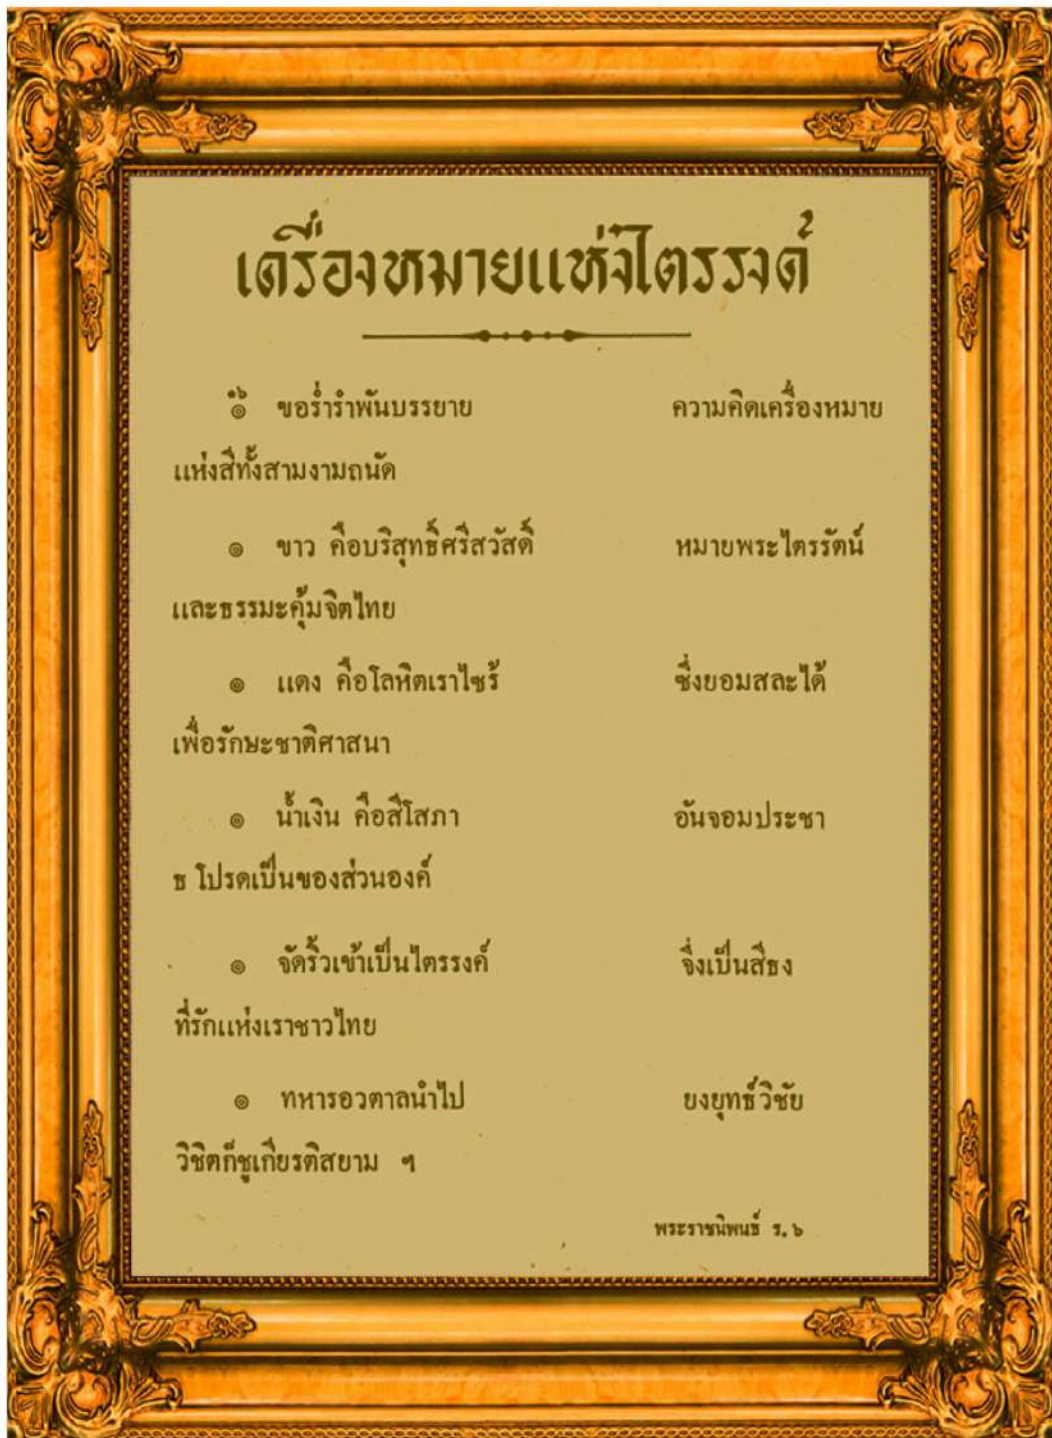 เครื่องหมายแห่งไตรรงค์
๑๖
๏ ขอร่ำรำพันบรรยาย ความคิดเครื่องหมาย
แห่งสีทั้งสามงามถนัด
๏ ขาว คือบริสุทธิ์ศรีสวัสดิ์ หมายพระไตรรัตน์
และธรรมะคุ้มจิตไทย
๏ แดง คือโลหิตเราไซร้ ซึ่งยอมสละได้
เพื่อรักษะชาติศาสนา
๏ น้ำเงิน คือสีโสภา อันจอมประชา
ธ โปรดเป็นของส่วนองค์
๏ จัดริ้วเข้าเป็นไตรรงค์ จึ่งเป็นสีธง
ที่รักแห่งเราชาวไทย
๏ ทหารอวตาลนำไป ยงยุทธ์วิชัย
วิชิตก็ชูเกียรติสยาม ฯ
พระราชนิพนธ์ ร. ๖